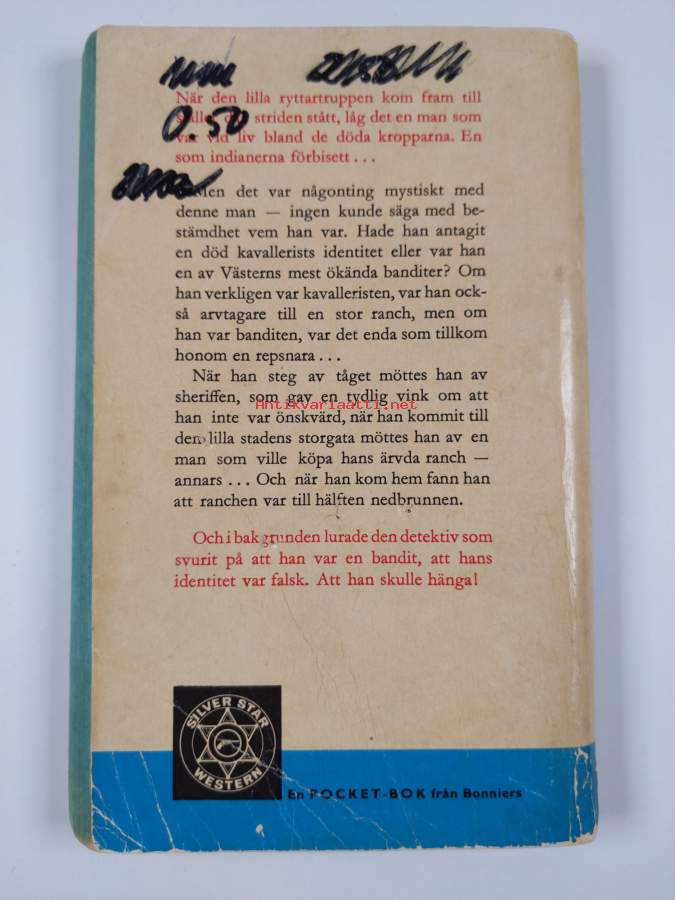 När den lilla ryttartruppen kom fram till
0.50
striden stått, låg det en man som
var vid liv bland de döda kropparna. En
som indianerna förbisett . . .
Men det var någonting mystiskt med
denne man — ingen kunde säga med be-
stämdhet vem han var. Hade han antagit
en död kavallerists identitet eller var han
en av Västerns mest ökända banditer? Om
han verkligen var kavalleristen, var han ock-
så arvtagare till en stor ranch, men om
han var banditen, var det enda som tillkom
honom en repsnara . . .
När han steg av tåget möttes han av
sheriffen, som gav en tydlig vink om att
Antikvariaatti.net
han inte var önskvärd, när han kommit till
den lilla stadens storgata möttes han av en
man som ville köpa hans ärvda ranch —
annars . . . Och när han kom hem fann han
att ranchen var till hälften nedbrunnen.
Och i bakgrunden lurade den detektiv som
svurit på att han var en bandit, att hans
identitet var falsk. Att han skulle hänga!
SILVER STAR
WESTERN
En POCKET-BOK från Bonniers